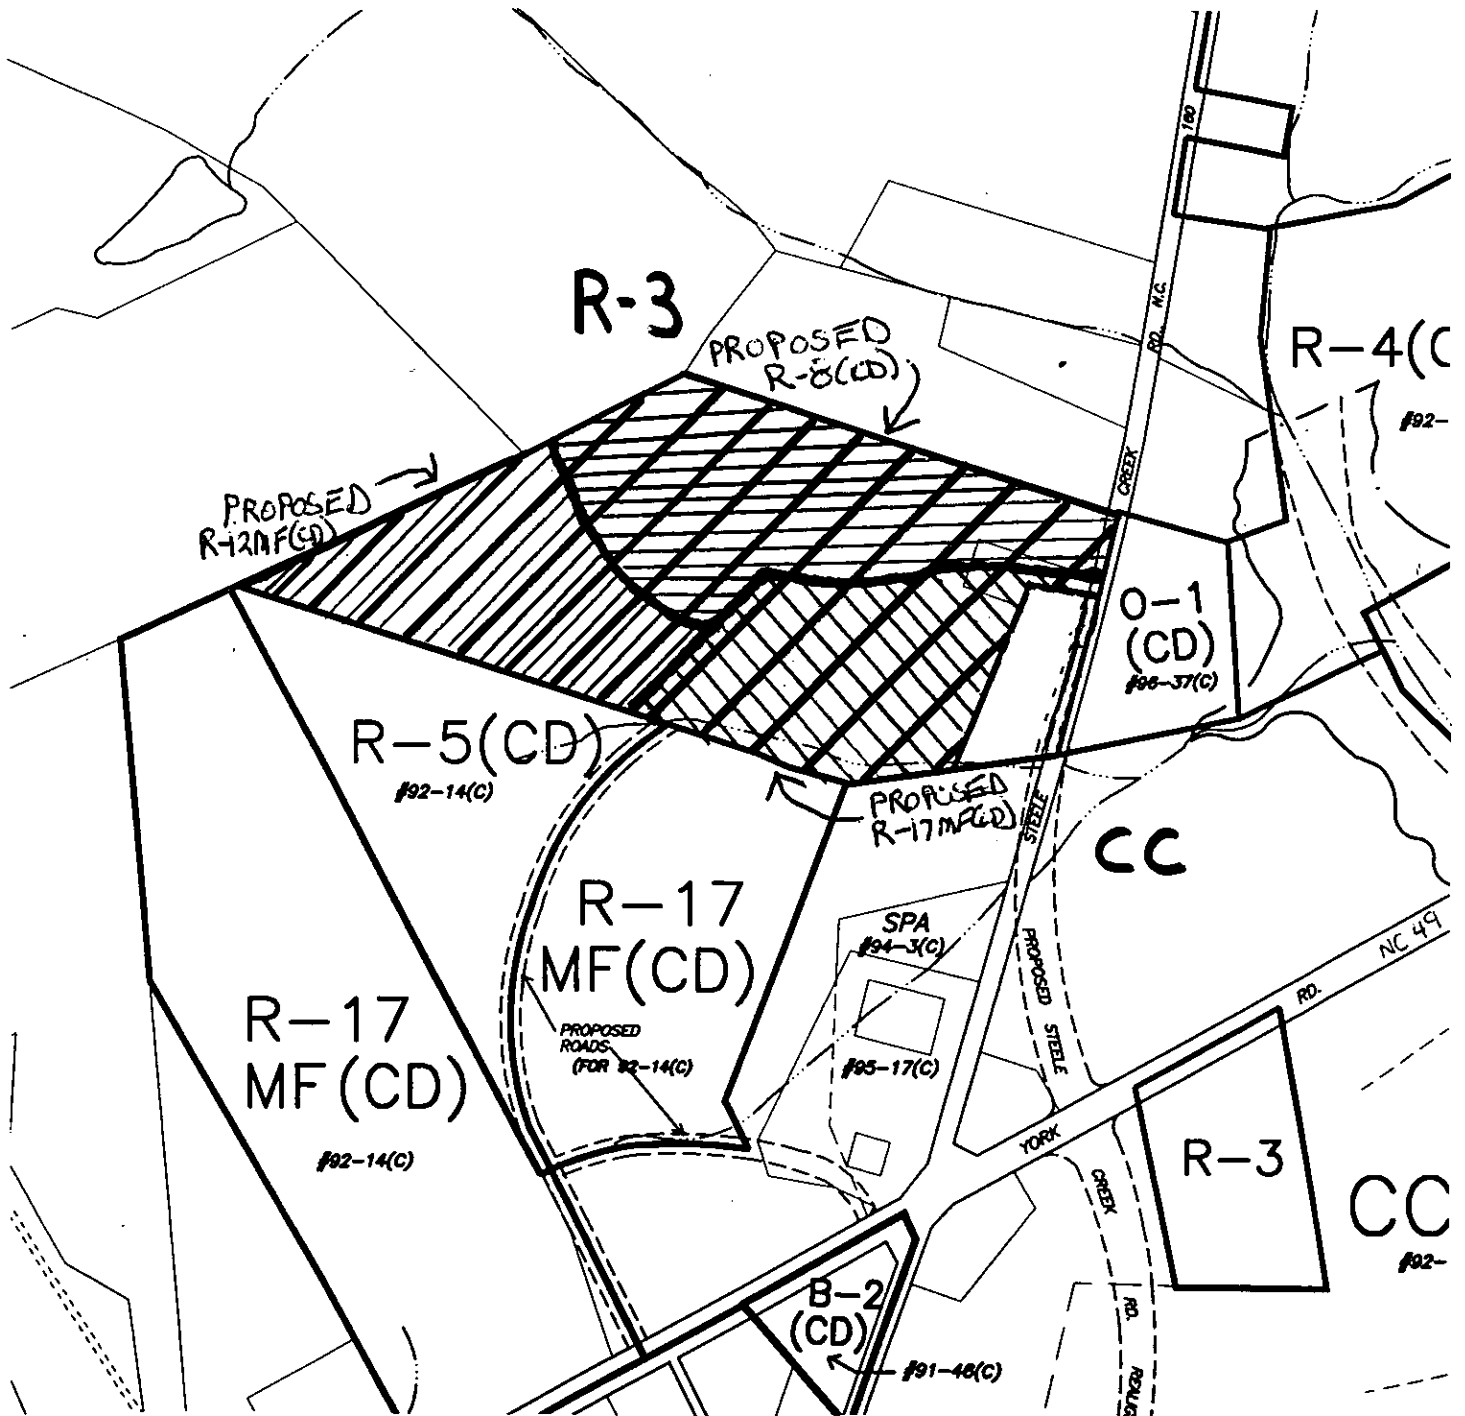 180
N.C.
RD.
CREEK
R-3
PROPOSED
R-8(CD)
R-4(C
#92-
PROPOSED
R-12MF(CD)
O-1
(CD)
#96-37(C)
R-5(CD)
#92-14(C)
PROPOSED
R-17MF(CD)
STEELE
CC
R-17
MF(CD)
SPA
#94-3(C)
NC 49
RD.
PROPOSED STEELE
R-17
MF(CD)
#92-14(C)
PROPOSED
ROADS
(FOR 92-14(C)
#95-17(C)
YORK
CREEK
RD.
REALIG
R-3
CC
#92-
B-2
(CD)
#91-46(C)